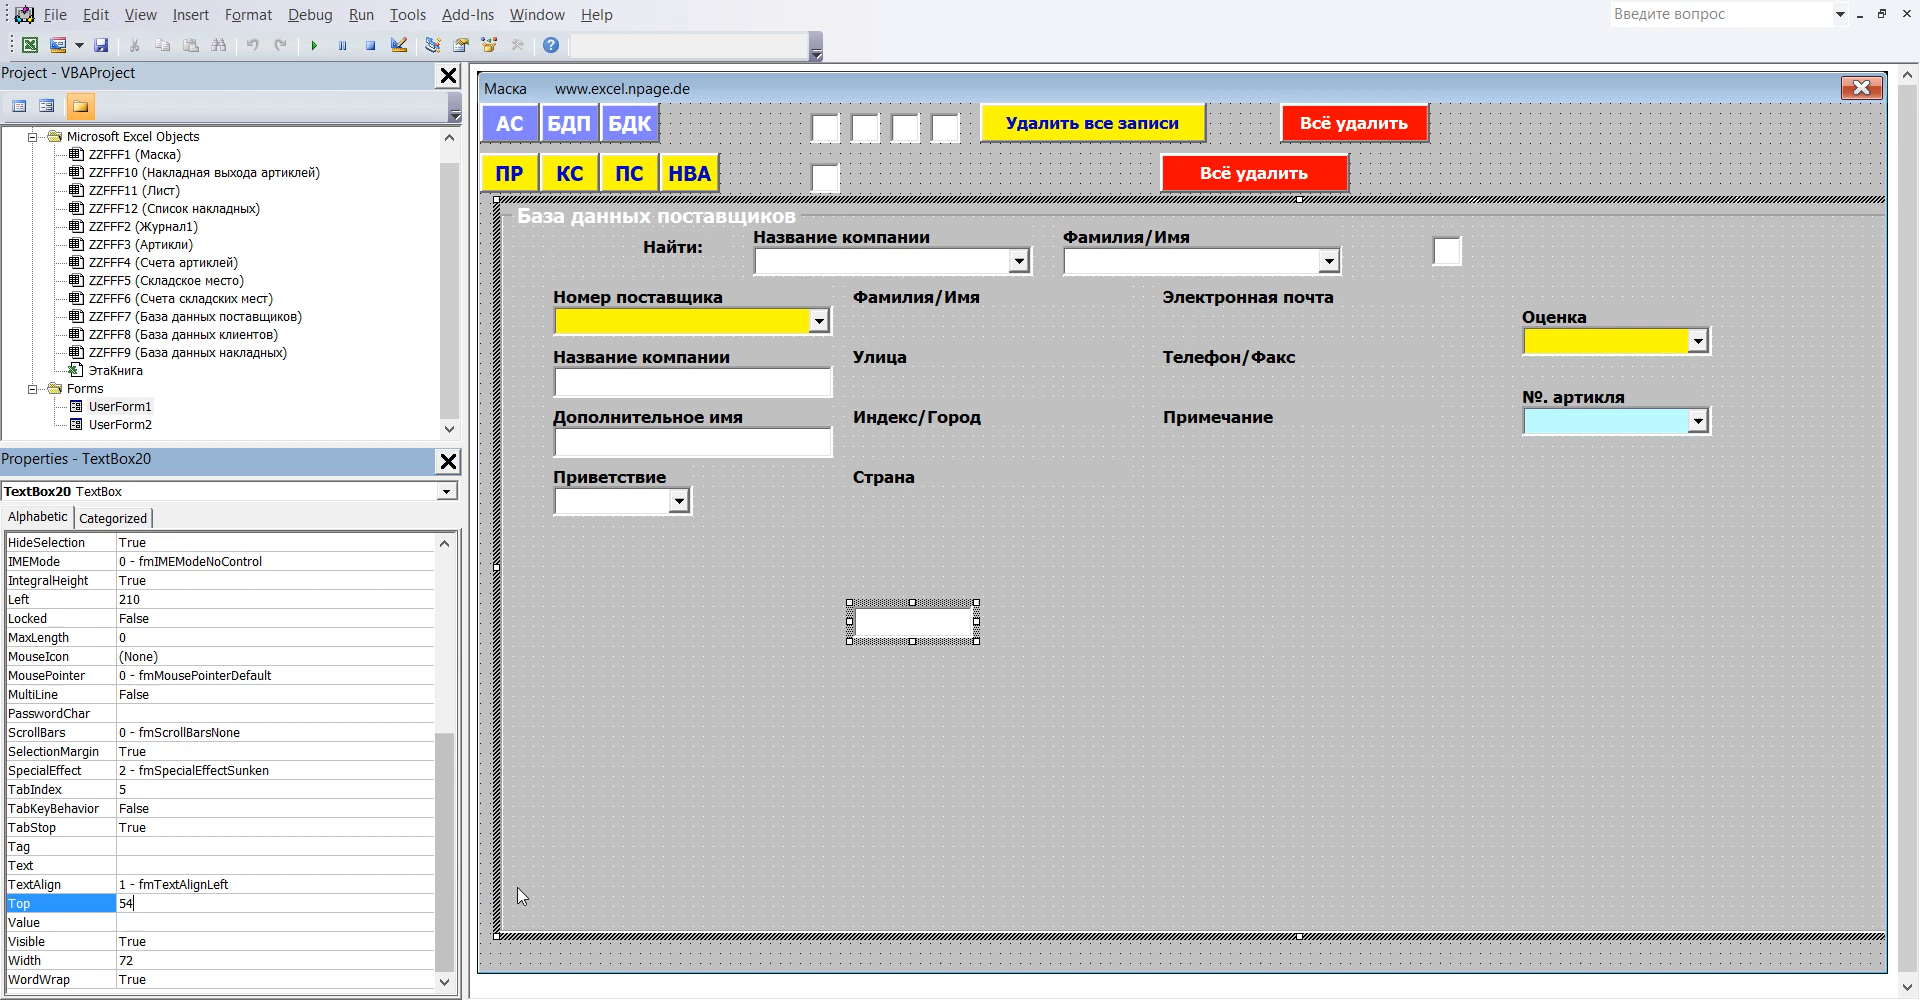 File Edit View Insert Format Debug Run Tools Add-Ins Window Help
Введите вопрос
Project - VBAProject
Microsoft Excel Objects
ZZFFF1 (Маска)
ZZFFF10 (Накладная выхода артиклей)
ZZFFF11 (Лист)
ZZFFF12 (Список накладных)
ZZFFF2 (Журнал1)
ZZFFF3 (Артикли)
ZZFFF4 (Счета артиклей)
ZZFFF5 (Складское место)
ZZFFF6 (Счета складских мест)
ZZFFF7 (База данных поставщиков)
ZZFFF8 (База данных клиентов)
ZZFFF9 (База данных накладных)
ЭтаКнига
Forms
UserForm1
UserForm2
Properties - TextBox20
TextBox20 TextBox
Alphabetic Categorized
HideSelection True
IMEMode 0 - fmIMEModeNoControl
IntegralHeight True
Left 210
Locked False
MaxLength 0
MouseIcon (None)
MousePointer 0 - fmMousePointerDefault
MultiLine False
PasswordChar
ScrollBars 0 - fmScrollBarsNone
SelectionMargin True
SpecialEffect 2 - fmSpecialEffectSunken
TabIndex 5
TabKeyBehavior False
TabStop True
Tag
Text
TextAlign 1 - fmTextAlignLeft
Top 54
Value
Visible True
Width 72
WordWrap True
Маска www.excel.npage.de
АС БДП БДК Удалить все записи Всё удалить
ПР КС ПС НВА Всё удалить
База данных поставщиков
Найти: Название компании Фамилия/Имя
Номер поставщика Фамилия/Имя Электронная почта
Оценка
Название компании Улица Телефон/Факс
№. артикля
Дополнительное имя Индекс/Город Примечание
Приветствие Страна